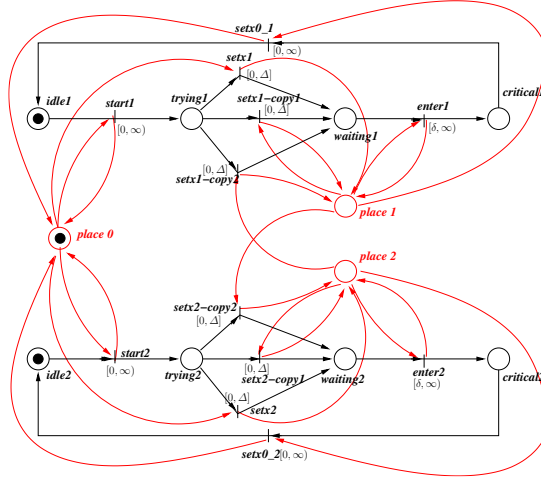 setx0_1
[0,∞)
setx1
idle1
start1
trying1
[0,Δ]
setx1−copy1
[0,∞)
[0,Δ]
enter1
[δ,∞)
critical
waiting1
[0,Δ]
setx1−copy2
place 1
place 0
place 2
setx2−copy2
[0,Δ]
start2
[0,∞)
idle2
trying2
[0,Δ]
setx2−copy1
waiting2
enter2
[δ,∞)
critical
[0,Δ]
setx2
setx0_2
[0,∞)